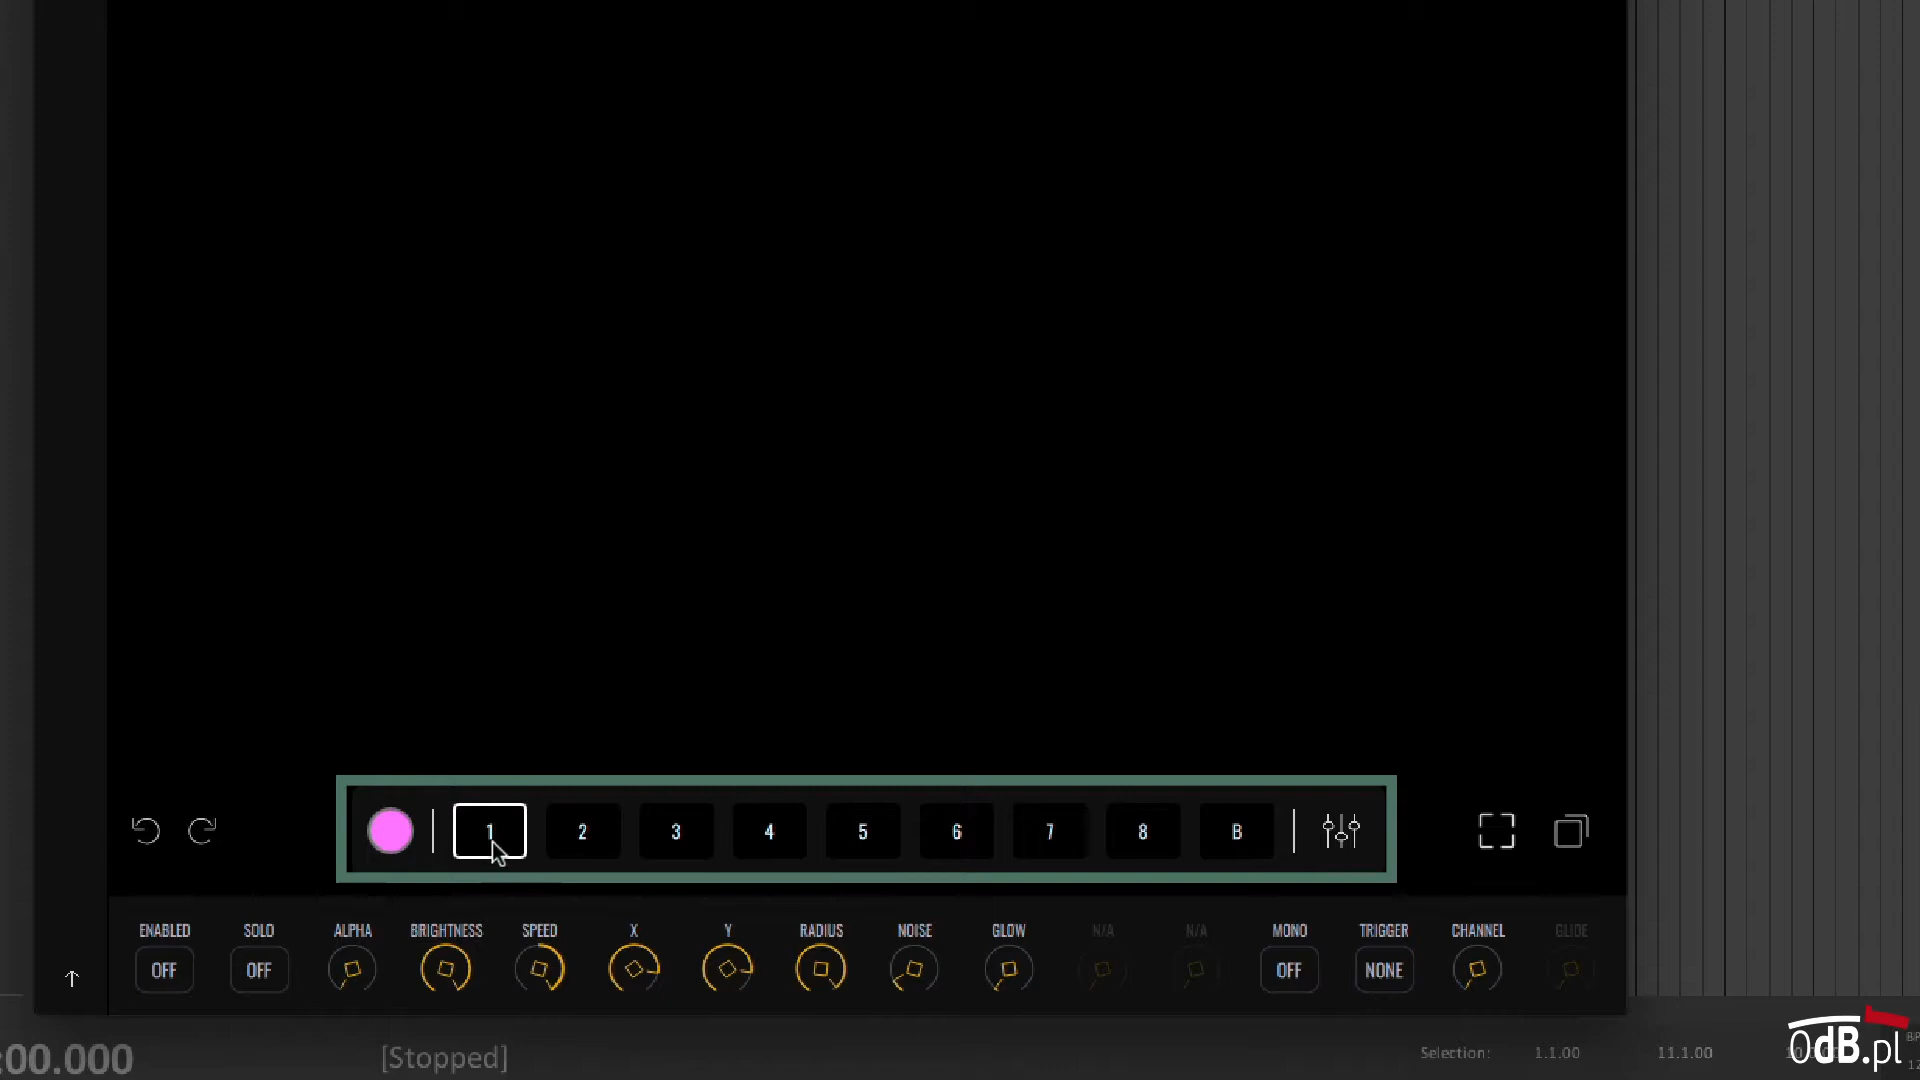 1 2 3 4 5 6 7 8 B
ENABLED SOLO ALPHA BRIGHTNESS SPEED X Y RADIUS NOISE GLOW N/A N/A MONO TRIGGER CHANNEL GLIDE
OFF OFF OFF NONE
:00.000 [Stopped] Selection: 1.1.00 11.1.00
0dB.pl